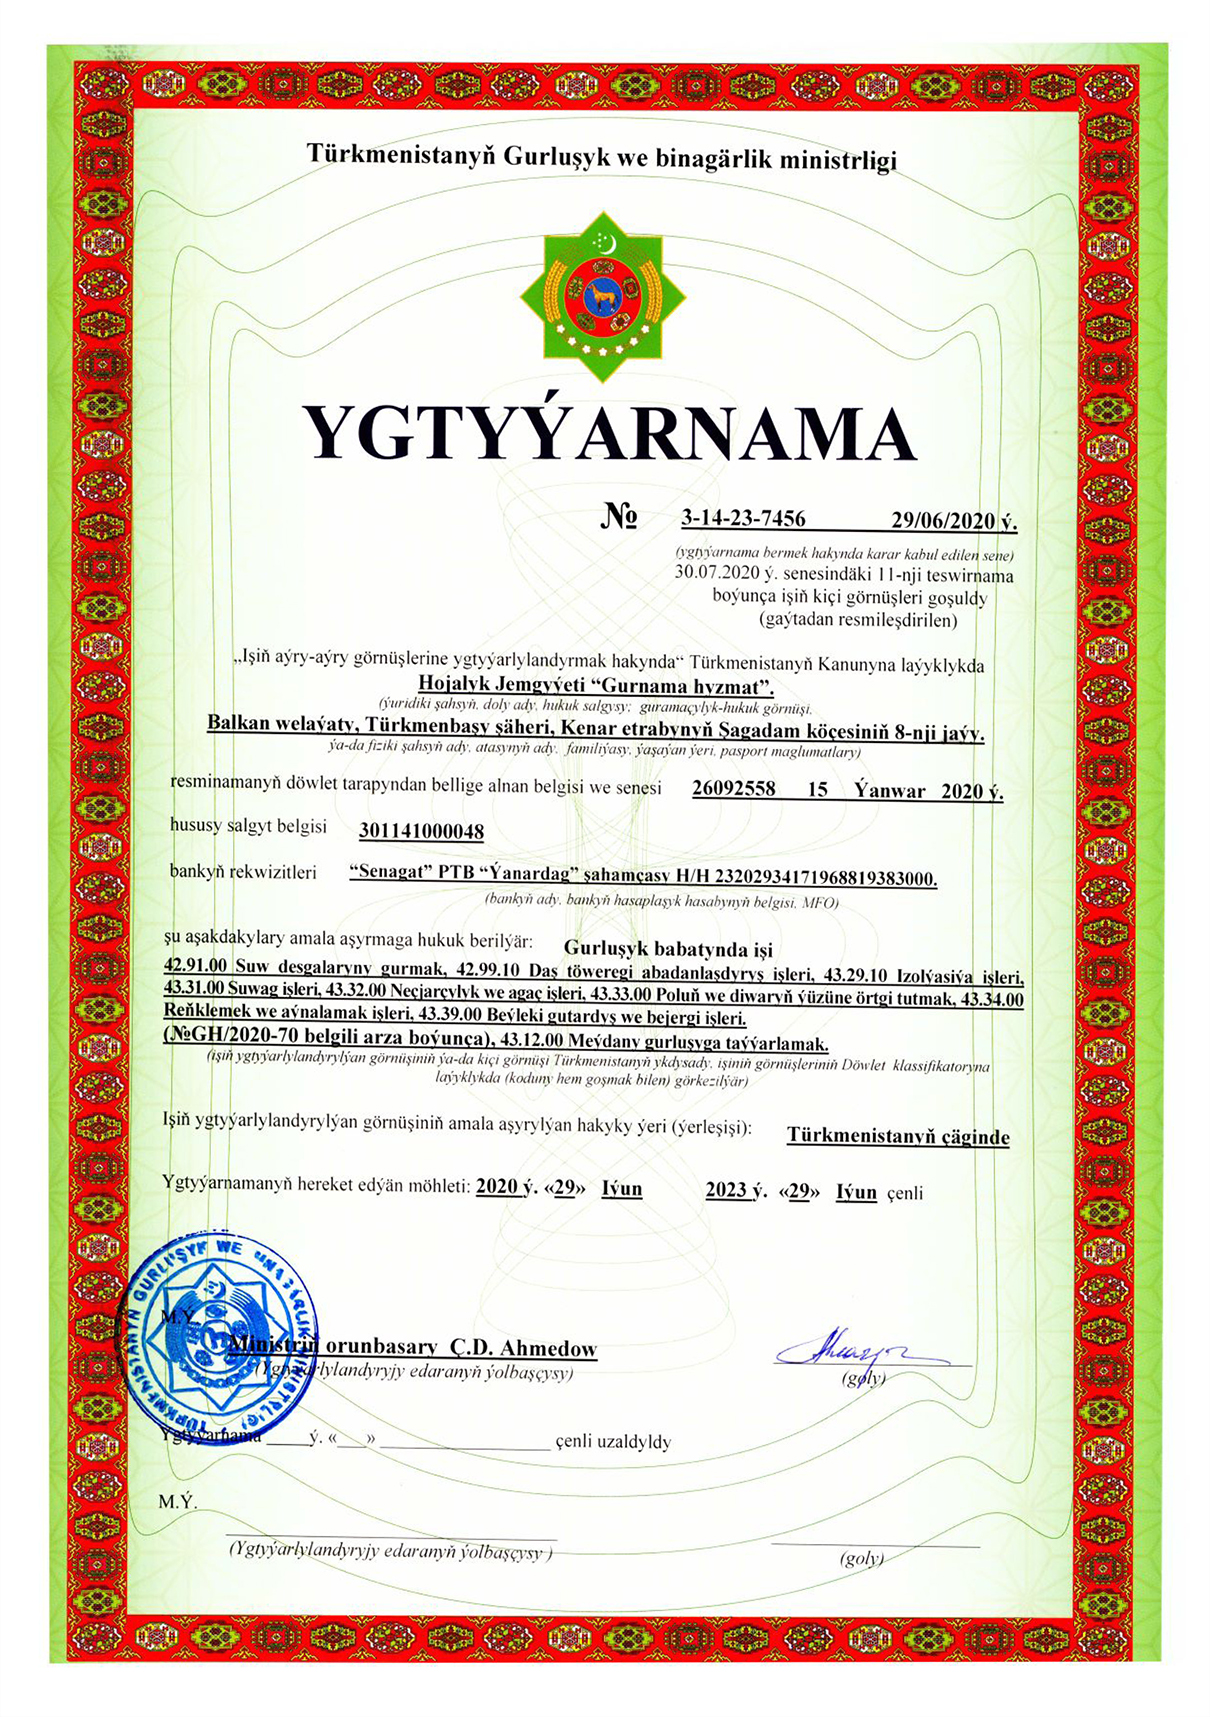 Türkmenistanyň Gurluşyk we binagärlik ministrligi
YGTYÝARNAMA
№ 3-14-23-7456 29/06/2020 ý.
(ygtyýarnama bermek hakynda karar kabul edilen sene)
30.07.2020 ý. senesindäki 11-nji teswirnama
boýunça işiň kiçi görnüşleri goşuldy
(gaýtadan resmileşdirilen)
„Işiň aýry-aýry görnüşlerine ygtyýarlylandyrmak hakynda“ Türkmenistanyň Kanunyna laýyklykda
Hojalyk Jemgyýeti “Gurnama hyzmat”.
(ýuridiki şahsyň, doly ady, hukuk salgysy; guramaçylyk-hukuk görnüşi,
Balkan welaýaty, Türkmenbaşy şäheri, Kenar etrabynyň Şagadam köçesiniň 8-nji jaýy.
ýa-da fiziki şahsyň ady, atasynyň ady, familiýasy, ýaşaýan ýeri, pasport maglumatlary)
resminamanyň döwlet tarapyndan bellige alnan belgisi we senesi 26092558 15 Ýanwar 2020 ý.
hususy salgyt belgisi 301141000048
bankyň rekwizitleri “Senagat” PTB “Ýanardag” şahamçasy H/H 23202934171968819383000.
(bankyň ady, bankyň hasaplaşyk hasabynyň belgisi, MFO)
şu aşakdakylary amala aşyrmaga hukuk berilýär: Gurluşyk babatynda işi
42.91.00 Suw desgalaryny gurmak, 42.99.10 Daş töweregi abadanlaşdyryş işleri, 43.29.10 Izolýasiýa işleri,
43.31.00 Suwag işleri, 43.32.00 Neçjarçylyk we agaç işleri, 43.33.00 Poluň we diwaryň ýüzüne örtgi tutmak, 43.34.00
Reňklemek we aýnalamak işleri, 43.39.00 Beýleki gutardyş we bejergi işleri.
(№GH/2020-70 belgili arza boýunça), 43.12.00 Meýdany gurluşyga taýýarlamak.
(işiň ygtyýarlylandyrylýan görnüşiniň ýa-da kiçi görnüşi Türkmenistanyň ykdysady, işiniň görnüşleriniň Döwlet klassifikatoryna
laýyklykda (koduny hem goşmak bilen) görkezilýär)
Işiň ygtyýarlylandyrylýan görnüşiniň amala aşyrylýan hakyky ýeri (ýerleşişi): Türkmenistanyň çäginde
Ygtyýarnamanyň hereket edýän möhleti: 2020 ý. «29» Iýun 2023 ý. «29» Iýun çenli
M.Ý.
Ministriň orunbasary Ç.D. Ahmedow
(Ygtyýarlylandyryjy edaranyň ýolbaşçysy) (goly)
Ygtyýarnama ____ý. «___» __________________ çenli uzaldyldy
M.Ý.
(Ygtyýarlylandyryjy edaranyň ýolbaşçysy ) (goly)
TÜRKMENISTANYŇ GURLUŞYK WE BINAGÄRLIK MINISTRLIGI